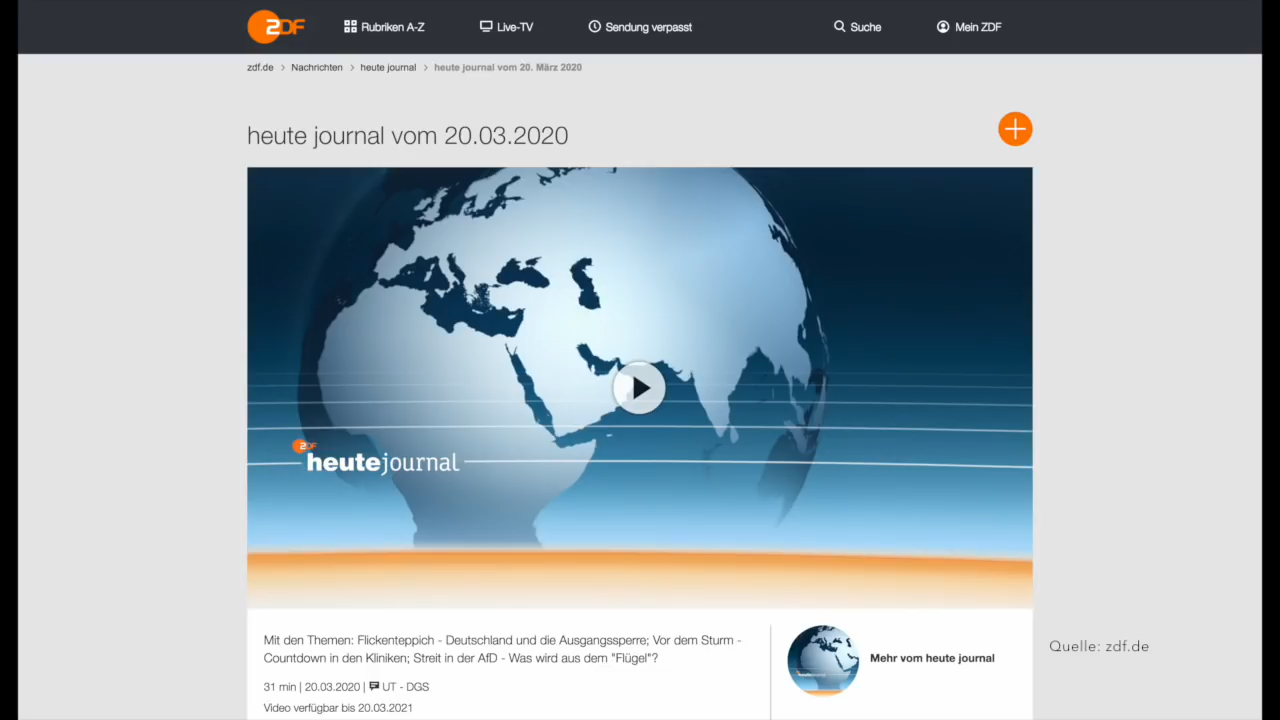 ZDF
Rubriken A-Z
Live-TV
Sendung verpasst
Suche
Mein ZDF
zdf.de > Nachrichten > heute journal > heute journal vom 20. März 2020
heute journal vom 20.03.2020
ZDF
heutejournal
Mit den Themen: Flickenteppich - Deutschland und die Ausgangssperre; Vor dem Sturm -
Countdown in den Kliniken; Streit in der AfD - Was wird aus dem "Flügel"?
31 min | 20.03.2020 | UT - DGS
Video verfügbar bis 20.03.2021
Mehr vom heute journal
Quelle: zdf.de